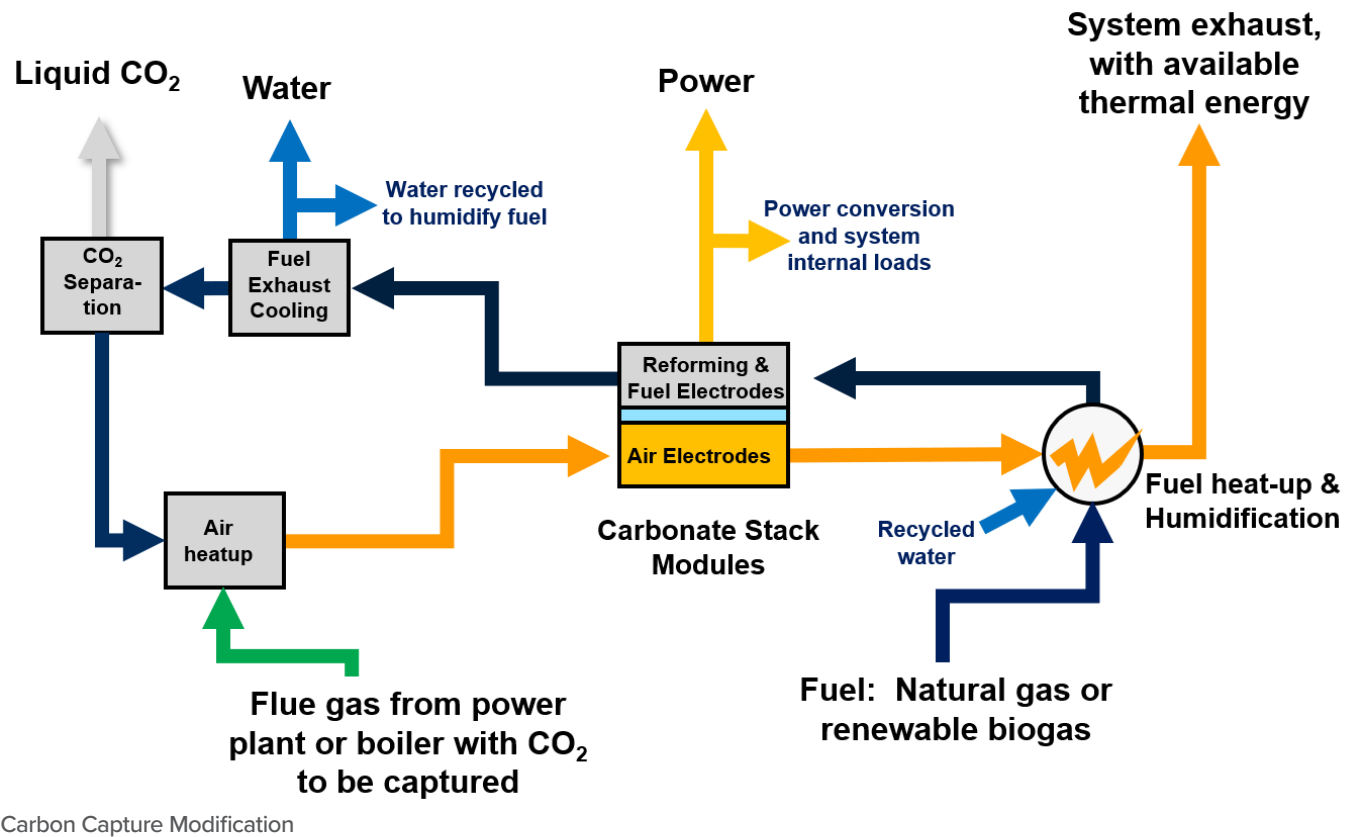 System exhaust,
with available
thermal energy
Liquid CO₂
Water
Power
Water recycled
to humidify fuel
Power conversion
and system
internal loads
CO₂
Separa-
tion
Fuel
Exhaust
Cooling
Reforming &
Fuel Electrodes
Air Electrodes
Carbonate Stack
Modules
Fuel heat-up &
Humidification
Recycled
water
Air
heatup
Flue gas from power
plant or boiler with CO₂
to be captured
Fuel:  Natural gas or
renewable biogas
Carbon Capture Modification